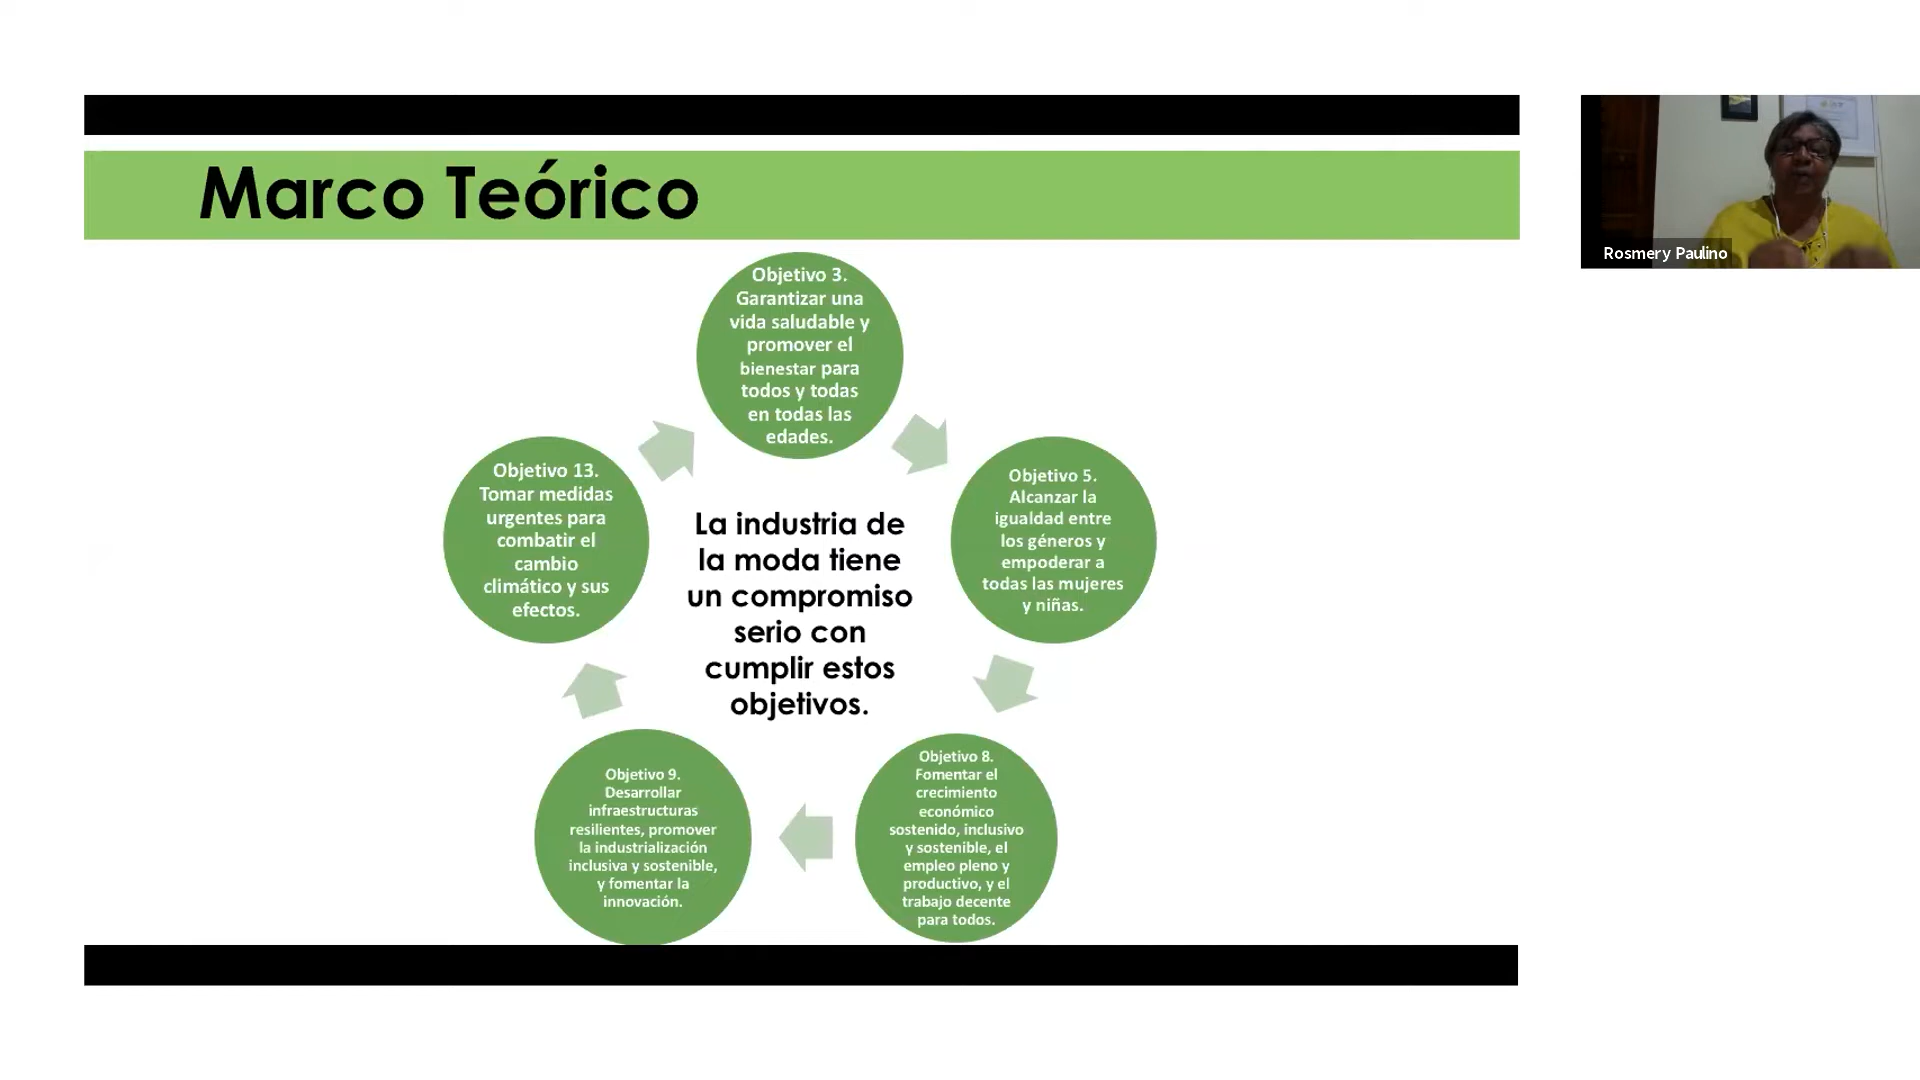 Marco Teórico
Objetivo 3.
Garantizar una
vida saludable y
promover el
bienestar para
todos y todas
en todas las
edades.
Objetivo 5.
Alcanzar la
igualdad entre
los géneros y
empoderar a
todas las mujeres
y niñas.
Objetivo 8.
Fomentar el
crecimiento
económico
sostenido, inclusivo
y sostenible, el
empleo pleno y
productivo, y el
trabajo decente
para todos.
Objetivo 9.
Desarrollar
infraestructuras
resilientes, promover
la industrialización
inclusiva y sostenible,
y fomentar la
innovación.
Objetivo 13.
Tomar medidas
urgentes para
combatir el
cambio
climático y sus
efectos.
La industria de
la moda tiene
un compromiso
serio con
cumplir estos
objetivos.
Rosmery Paulino